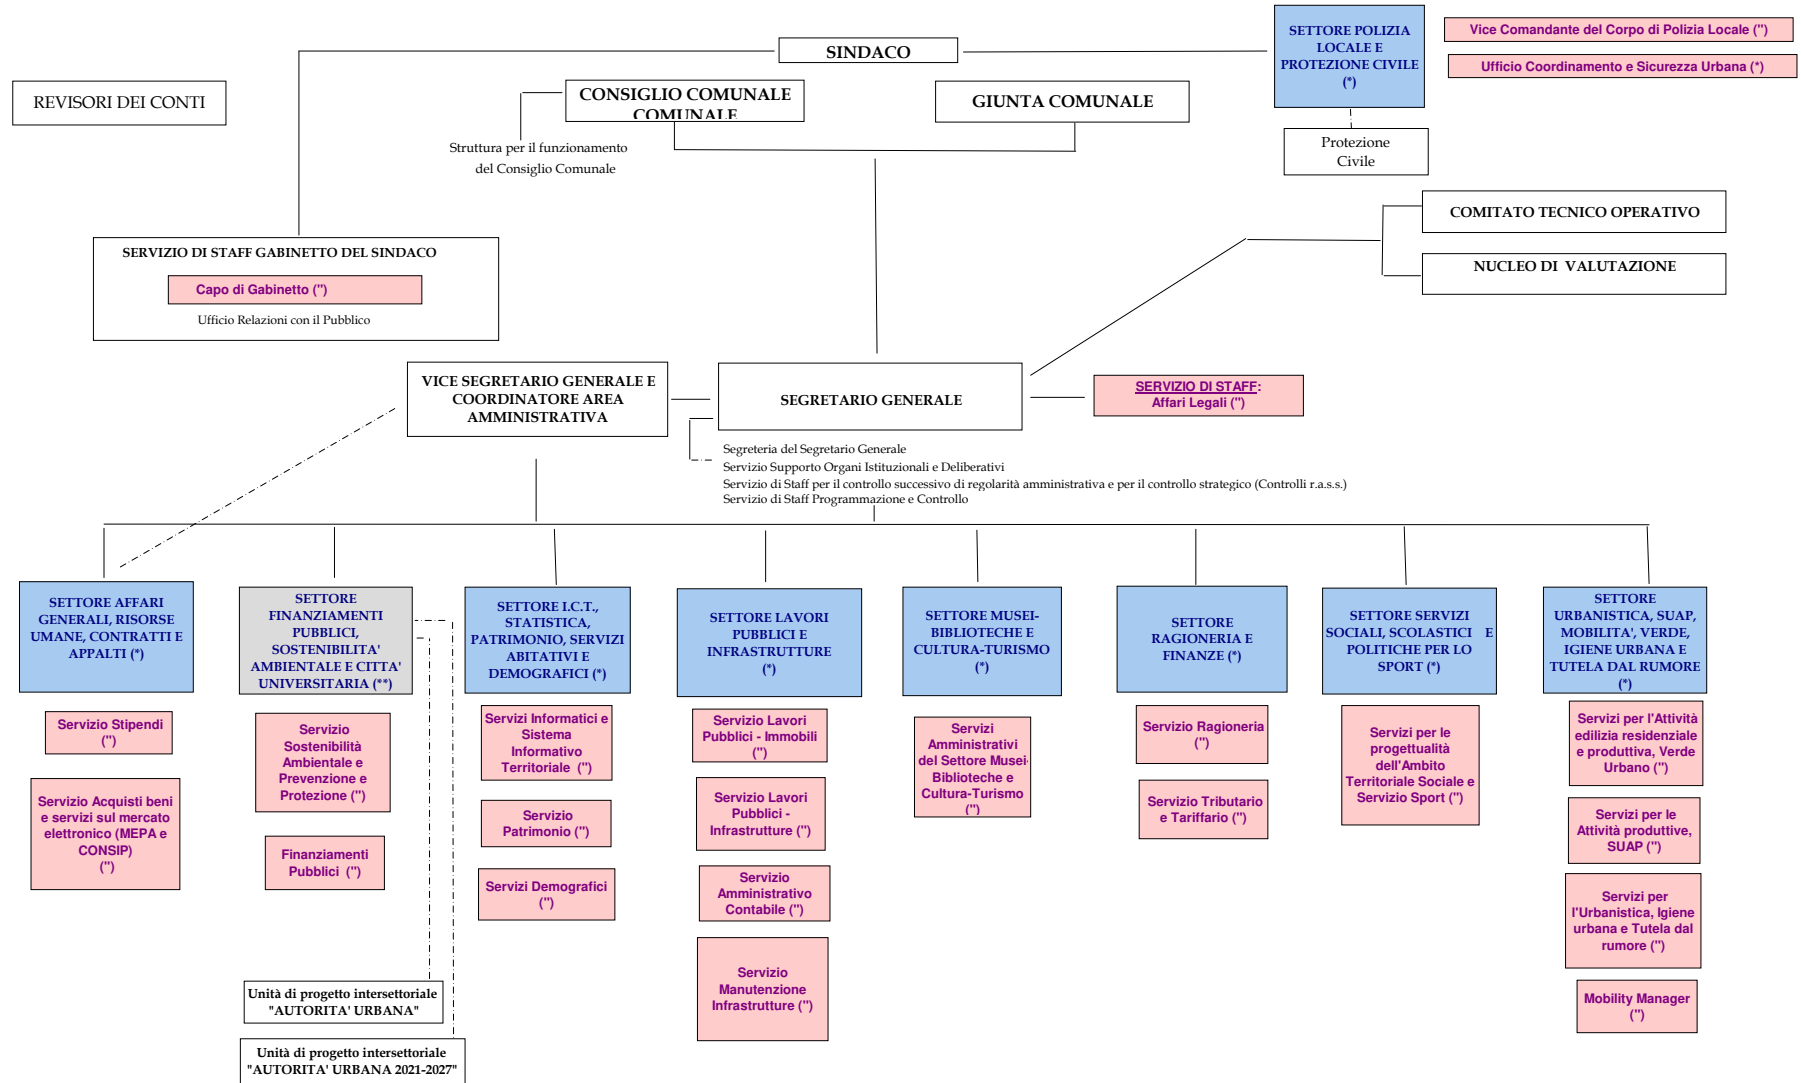 SINDACO
SETTORE POLIZIA
LOCALE E
PROTEZIONE CIVILE
(*)
Vice Comandante del Corpo di Polizia Locale (")
Ufficio Coordinamento e Sicurezza Urbana (*)
REVISORI DEI CONTI
CONSIGLIO COMUNALE
COMUNALE
GIUNTA COMUNALE
Struttura per il funzionamento
del Consiglio Comunale
Protezione
Civile
COMITATO TECNICO OPERATIVO
NUCLEO DI VALUTAZIONE
SERVIZIO DI STAFF GABINETTO DEL SINDACO
Capo di Gabinetto (")
Ufficio Relazioni con il Pubblico
VICE SEGRETARIO GENERALE E
COORDINATORE AREA
AMMINISTRATIVA
SEGRETARIO GENERALE
SERVIZIO DI STAFF:
Affari Legali (")
Segreteria del Segretario Generale
Servizio Supporto Organi Istituzionali e Deliberativi
Servizio di Staff per il controllo successivo di regolarità amministrativa e per il controllo strategico (Controlli r.a.s.s.)
Servizio di Staff Programmazione e Controllo
SETTORE AFFARI
GENERALI, RISORSE
UMANE, CONTRATTI E
APPALTI (*)
Servizio Stipendi
(")
Servizio Acquisti beni
e servizi sul mercato
elettronico (MEPA e
CONSIP)
(")
SETTORE
FINANZIAMENTI
PUBBLICI,
SOSTENIBILITA'
AMBIENTALE E CITTA'
UNIVERSITARIA (**)
Servizio
Sostenibilità
Ambientale e
Prevenzione e
Protezione (")
Finanziamenti
Pubblici (")
Unità di progetto intersettoriale
"AUTORITA' URBANA"
Unità di progetto intersettoriale
"AUTORITA' URBANA 2021-2027"
SETTORE I.C.T.,
STATISTICA,
PATRIMONIO, SERVIZI
ABITATIVI E
DEMOGRAFICI (*)
Servizi Informatici e
Sistema
Informativo
Territoriale (")
Servizio
Patrimonio (")
Servizi Demografici
(")
SETTORE LAVORI
PUBBLICI E
INFRASTRUTTURE
(*)
Servizio Lavori
Pubblici - Immobili
(")
Servizio Lavori
Pubblici -
Infrastrutture (")
Servizio
Amministrativo
Contabile (")
Servizio
Manutenzione
Infrastrutture (")
SETTORE MUSEI-
BIBLIOTECHE E
CULTURA-TURISMO
(*)
Servizi
Amministrativi
del Settore Musei-
Biblioteche e
Cultura-Turismo
(")
SETTORE
RAGIONERIA E
FINANZE (*)
Servizio Ragioneria
(")
Servizio Tributario
e Tariffario (")
SETTORE SERVIZI
SOCIALI, SCOLASTICI E
POLITICHE PER LO
SPORT (*)
Servizi per le
progettualità
dell'Ambito
Territoriale Sociale e
Servizio Sport (")
SETTORE
URBANISTICA, SUAP,
MOBILITA', VERDE,
IGIENE URBANA E
TUTELA DAL RUMORE
(*)
Servizi per l'Attività
edilizia residenziale
e produttiva, Verde
Urbano (")
Servizi per le
Attività produttive,
SUAP (")
Servizi per
l'Urbanistica, Igiene
urbana e Tutela dal
rumore (")
Mobility Manager
(")